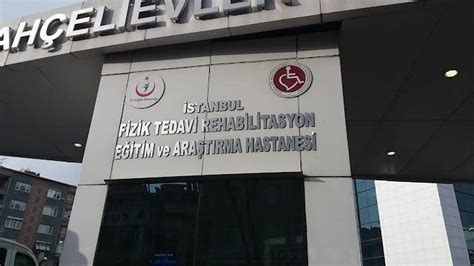 AHÇELİEVLER
İSTANBUL
FİZİK TEDAVİ REHABİLİTASYON
EĞİTİM ve ARAŞTIRMA HASTANESİ